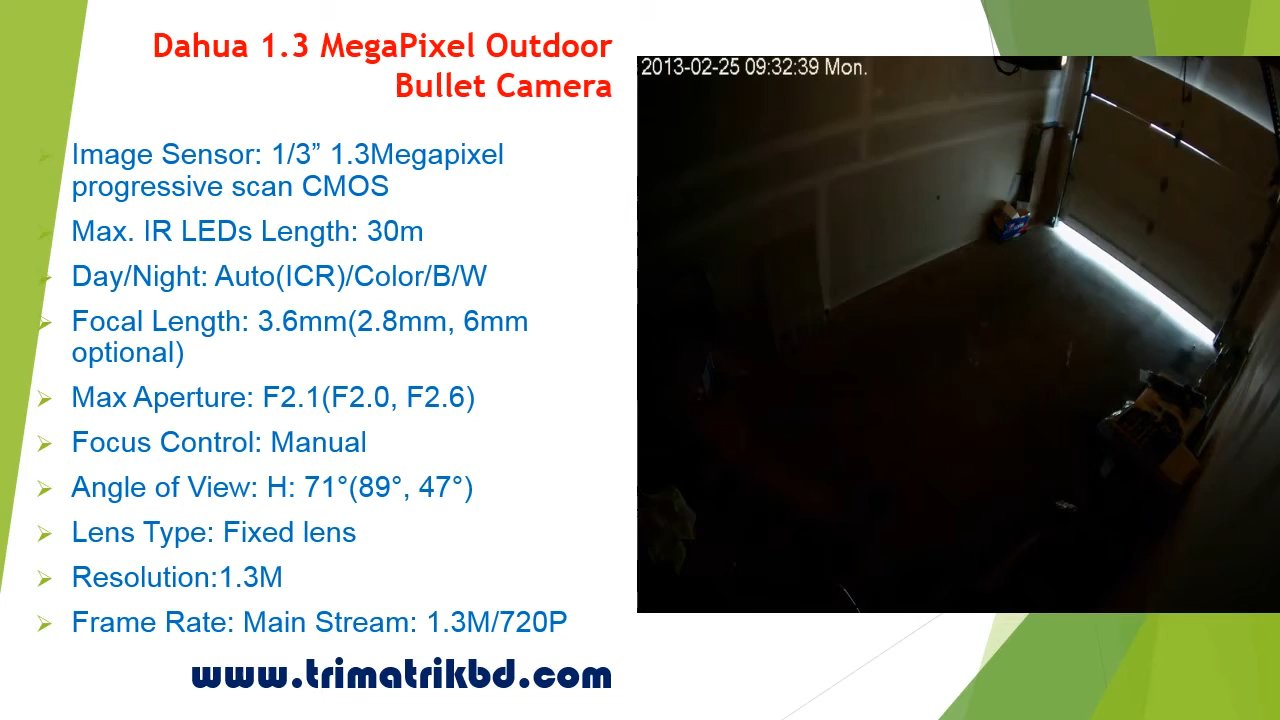 Dahua 1.3 MegaPixel Outdoor
Bullet Camera
2013-02-25 09:32:39 Mon.
Image Sensor: 1/3” 1.3Megapixel
progressive scan CMOS
Max. IR LEDs Length: 30m
Day/Night: Auto(ICR)/Color/B/W
Focal Length: 3.6mm(2.8mm, 6mm
optional)
Max Aperture: F2.1(F2.0, F2.6)
Focus Control: Manual
Angle of View: H: 71°(89°, 47°)
Lens Type: Fixed lens
Resolution:1.3M
Frame Rate: Main Stream: 1.3M/720P
www.trimatrikbd.com